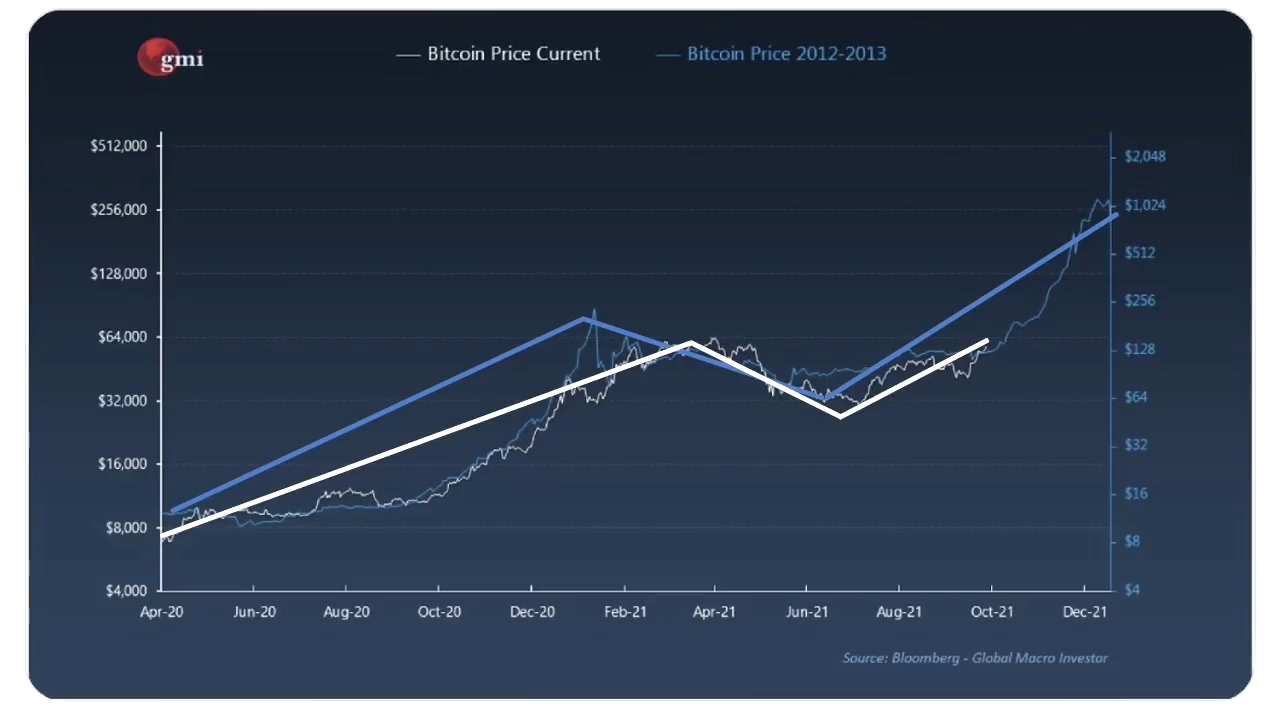 gmi
Bitcoin Price Current
Bitcoin Price 2012-2013
$512,000
$256,000
$128,000
$64,000
$32,000
$16,000
$8,000
$4,000
$2,048
$1,024
$512
$256
$128
$64
$32
$16
$8
$4
Apr-20
Jun-20
Aug-20
Oct-20
Dec-20
Feb-21
Apr-21
Jun-21
Aug-21
Oct-21
Dec-21
Source: Bloomberg - Global Macro Investor